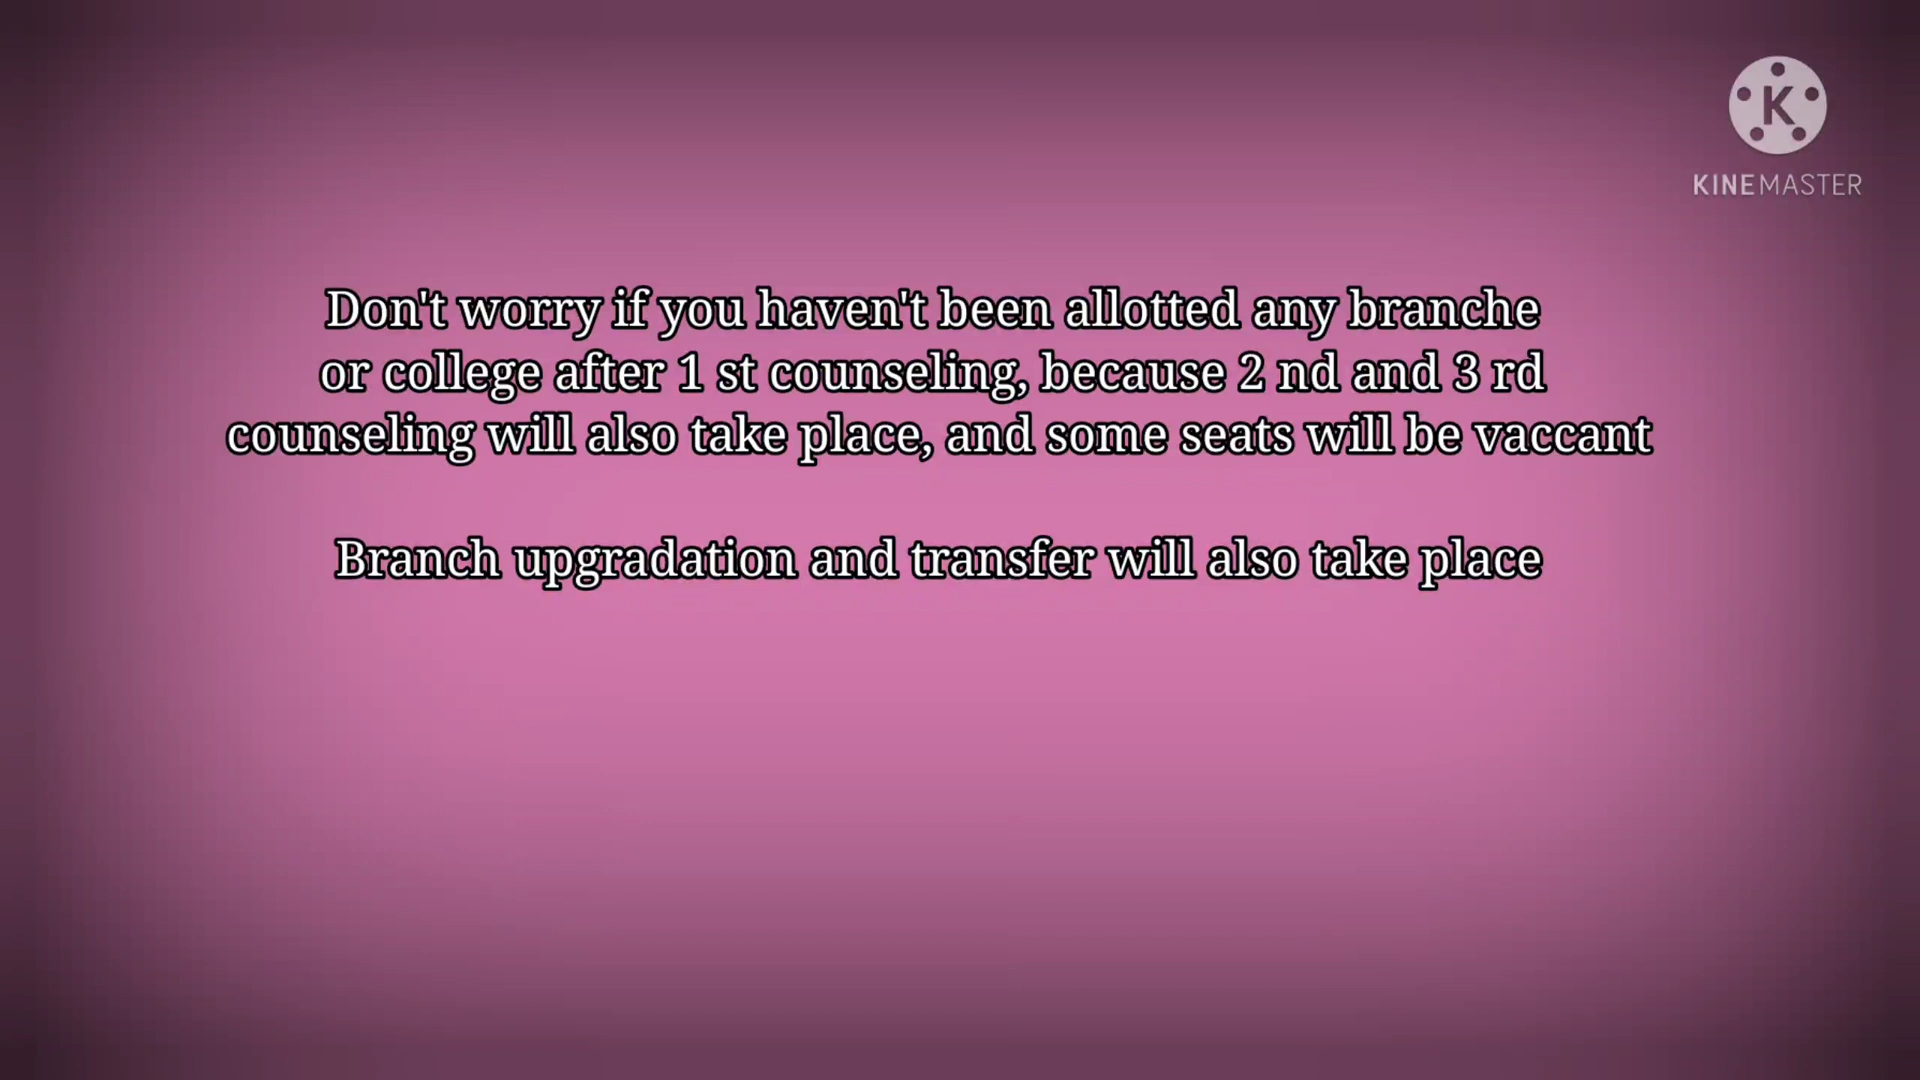 K
KINEMASTER
Don't worry if you haven't been allotted any branche
or college after 1 st counseling, because 2 nd and 3 rd
counseling will also take place, and some seats will be vaccant
Branch upgradation and transfer will also take place